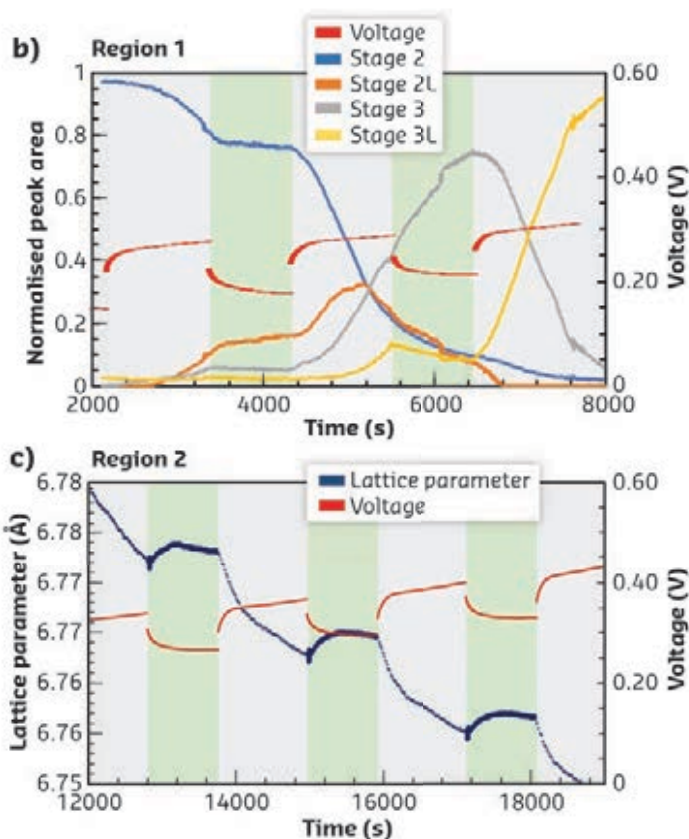 b) Region 1
Voltage
Stage 2
Stage 2L
Stage 3
Stage 3L
1
0.8
0.6
0.4
0.2
0
Normalised peak area
0.60
0.40
0.20
0
Voltage (V)
2000 4000 6000 8000
Time (s)
c) Region 2
Lattice parameter
Voltage
6.78
6.78
6.77
6.77
6.76
6.76
6.75
Lattice parameter (Å)
0.60
0.40
0.20
0
Voltage (V)
12000 14000 16000 18000
Time (s)